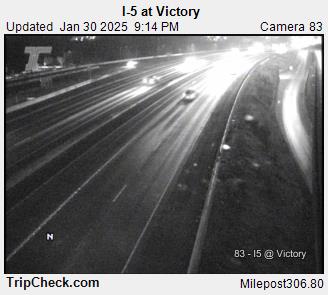 I-5 at Victory
Updated Jan 30 2025 9:14 PM Camera 83
T
N
83 - I5 @ Victory
TripCheck.com Milepost306.80